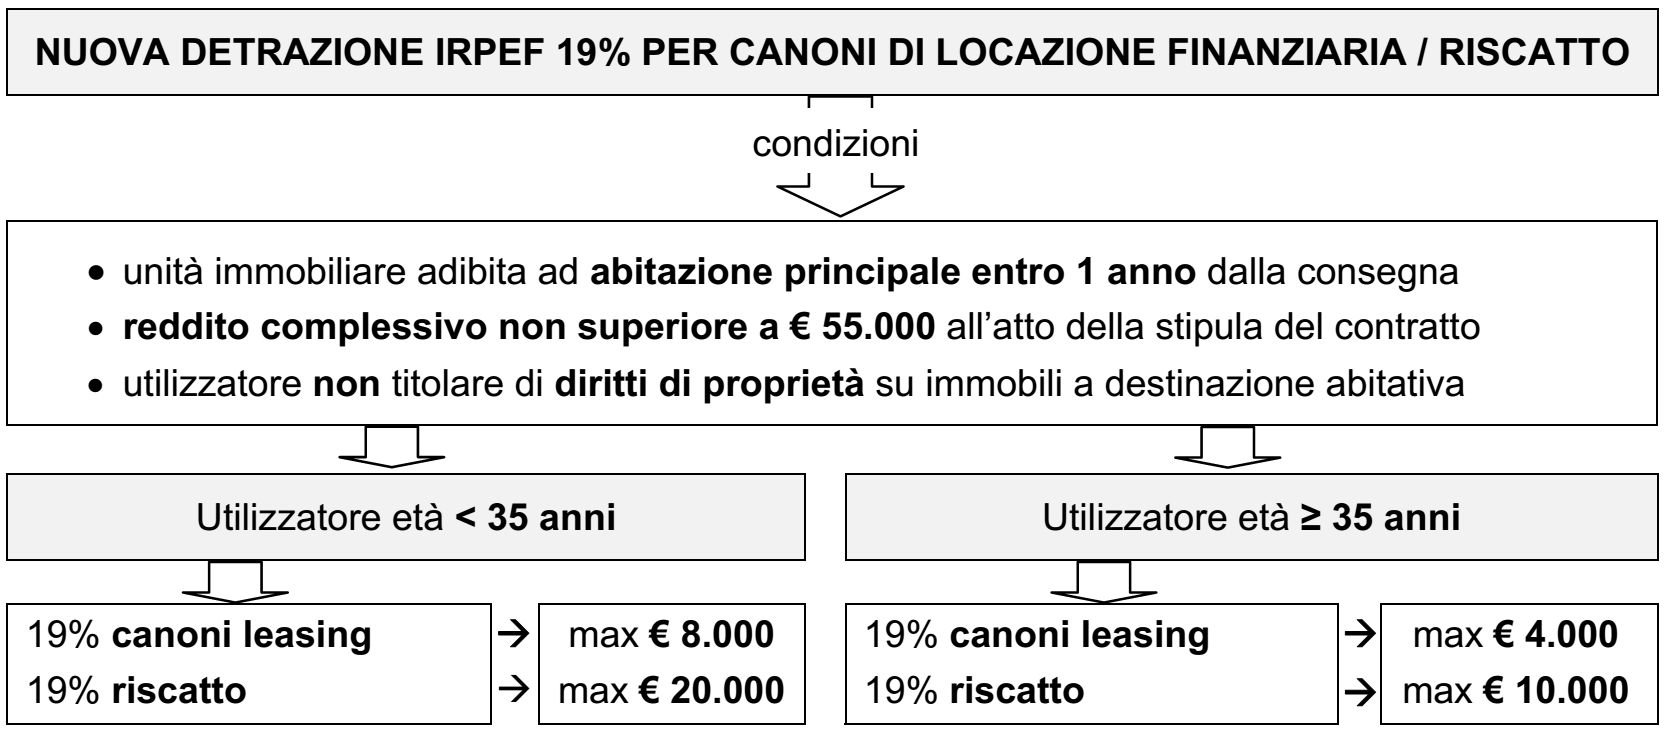 NUOVA DETRAZIONE IRPEF 19% PER CANONI DI LOCAZIONE FINANZIARIA / RISCATTO
condizioni
• unità immobiliare adibita ad abitazione principale entro 1 anno dalla consegna
• reddito complessivo non superiore a € 55.000 all’atto della stipula del contratto
• utilizzatore non titolare di diritti di proprietà su immobili a destinazione abitativa
Utilizzatore età < 35 anni
19% canoni leasing → max € 8.000
19% riscatto → max € 20.000
Utilizzatore età ≥ 35 anni
19% canoni leasing → max € 4.000
19% riscatto → max € 10.000